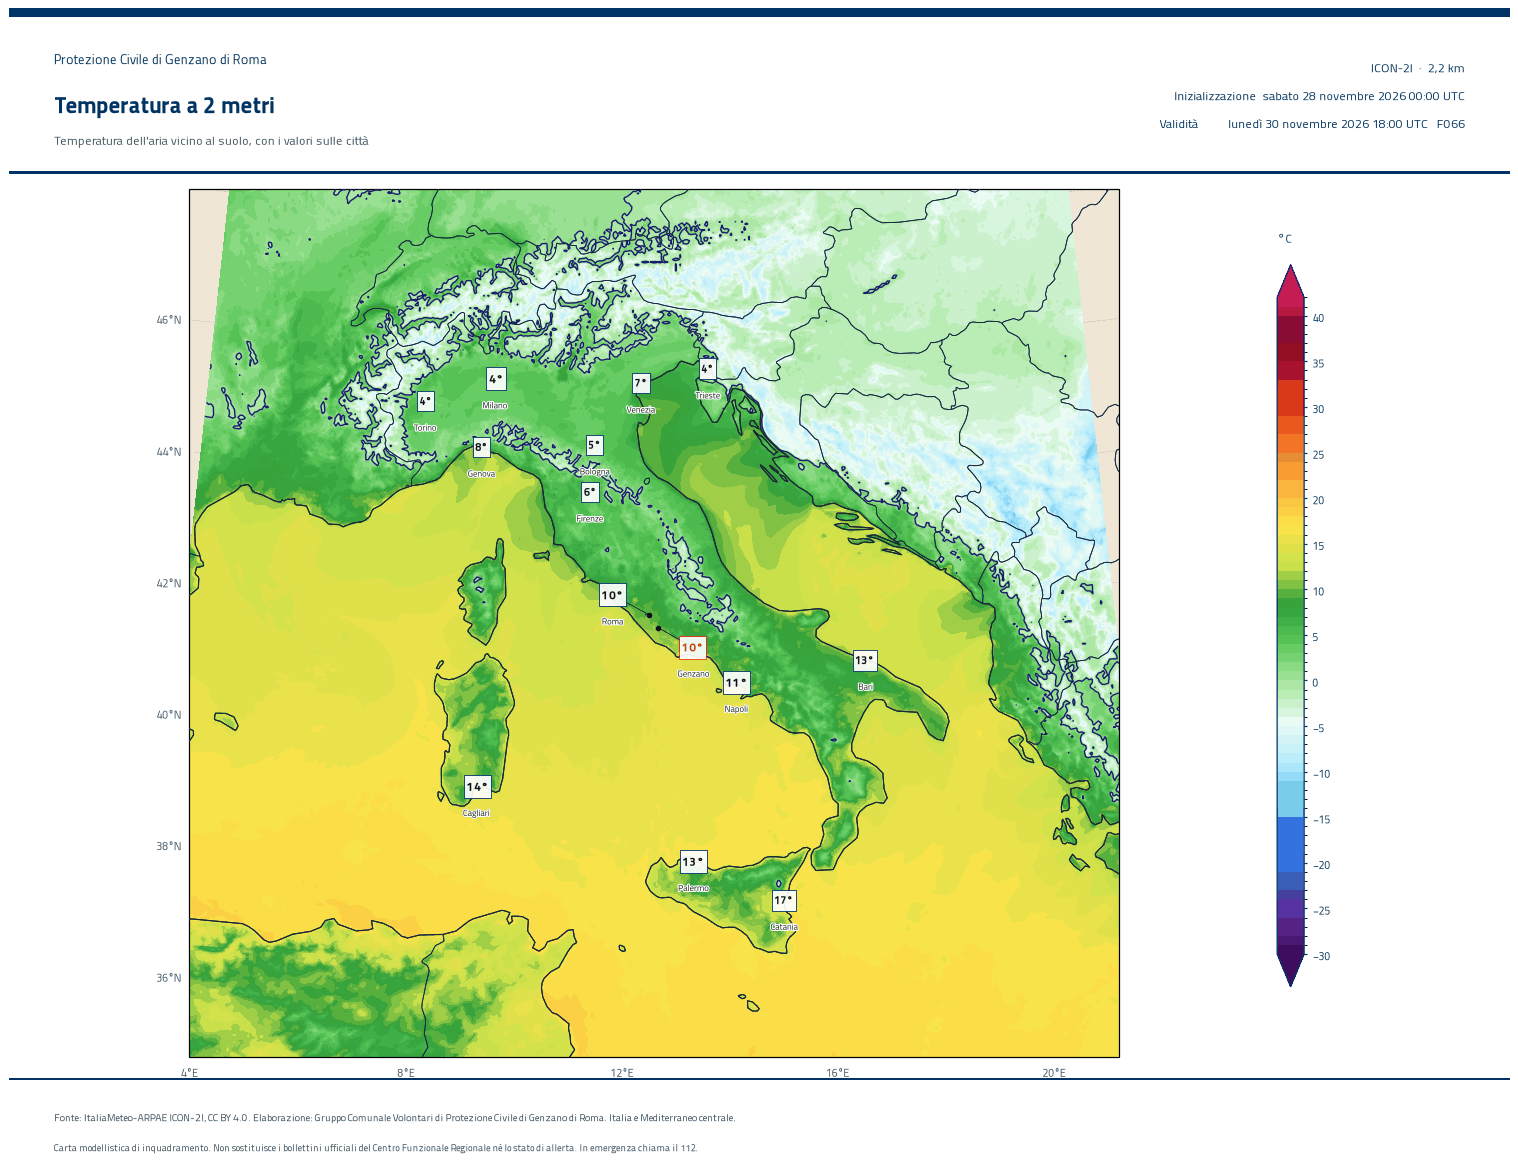 Protezione Civile di Genzano di Roma
Temperatura a 2 metri
Temperatura dell'aria vicino al suolo, con i valori sulle città
ICON-2I · 2,2 km
Inizializzazione sabato 28 novembre 2026 00:00 UTC
Validità lunedì 30 novembre 2026 18:00 UTC F066
°C
46°N
44°N
42°N
40°N
38°N
36°N
4°E
8°E
12°E
16°E
20°E
4°
Torino
4°
Milano
7°
Venezia
4°
Trieste
8°
Genova
5°
Bologna
6°
Firenze
10°
Roma
10°
Genzano
11°
Napoli
13°
Bari
14°
Cagliari
13°
Palermo
17°
Catania
40
35
30
25
20
15
10
5
0
−5
−10
−15
−20
−25
−30
Fonte: ItaliaMeteo-ARPAE ICON-2I, CC BY 4.0. Elaborazione: Gruppo Comunale Volontari di Protezione Civile di Genzano di Roma. Italia e Mediterraneo centrale.
Carta modellistica di inquadramento. Non sostituisce i bollettini ufficiali del Centro Funzionale Regionale né lo stato di allerta. In emergenza chiama il 112.